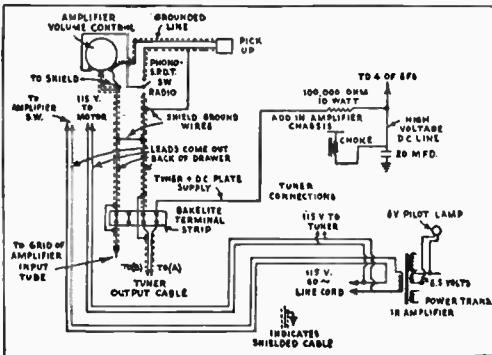 AMPLIFIER
VOLUME CONTROL
GROUNDED
LINE
PICK
UP
PHONO-
S.P.D.T.
SW
RADIO
TO SHIELD
TO
AMPLIFIER
S.W.
115 V.
TO
MOTOR
SHIELD GROUND
WIRES
LEADS COME OUT
BACK OF DRAWER
TUNER + DC PLATE
SUPPLY
BAKELITE
TERMINAL
STRIP
TO GRID OF
AMPLIFIER
INPUT
TUBE
TO(B)
TO(A)
TUNER
OUTPUT CABLE
TO 4 OF 6F6
100,000 OHM
10 WATT
ADD IN AMPLIFIER
CHASSIS
CHOKE
HIGH
VOLTAGE
DC LINE
20 MFD.
TUNER
CONNECTIONS
115 V TO
TUNER
6V PILOT LAMP
115 V.
60 ~
LINE CORD
6.3 VOLTS
POWER TRANS.
IN AMPLIFIER
INDICATES
SHIELDED CABLE